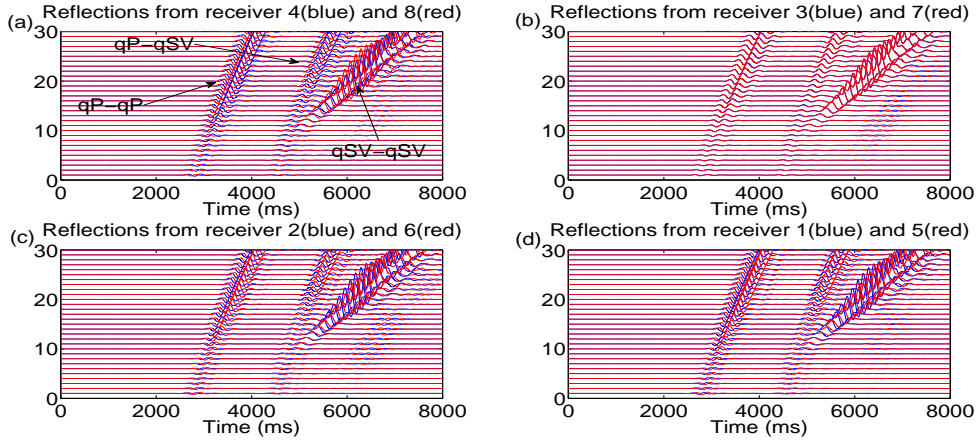 Reflections from receiver 4(blue) and 8(red)
(a)
30
20
10
0
qP−qSV
qP−qP
qSV−qSV
0 2000 4000 6000 8000
Time (ms)
Reflections from receiver 3(blue) and 7(red)
(b)
30
20
10
0
0 2000 4000 6000 8000
Time (ms)
Reflections from receiver 2(blue) and 6(red)
(c)
30
20
10
0
0 2000 4000 6000 8000
Time (ms)
Reflections from receiver 1(blue) and 5(red)
(d)
30
20
10
0
0 2000 4000 6000 8000
Time (ms)